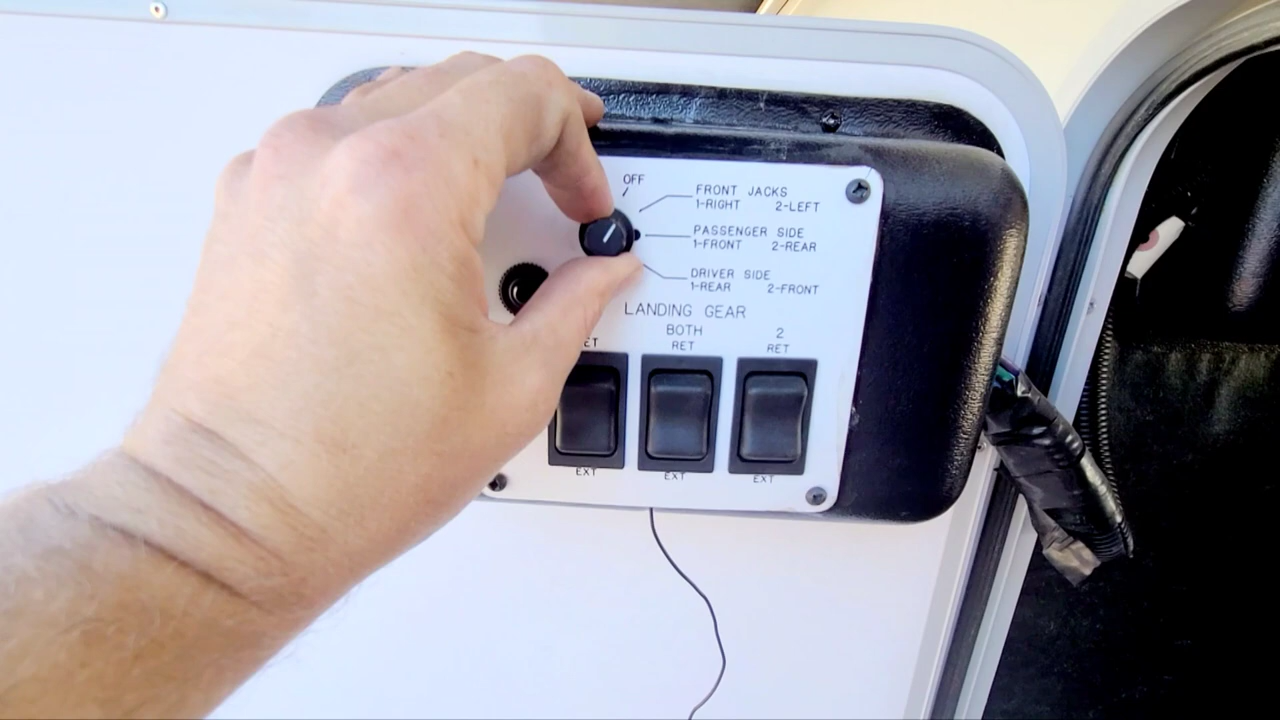 OFF
FRONT JACKS
1-RIGHT 2-LEFT
PASSENGER SIDE
1-FRONT 2-REAR
DRIVER SIDE
1-REAR 2-FRONT
LANDING GEAR
BOTH 2
RET RET
EXT EXT EXT